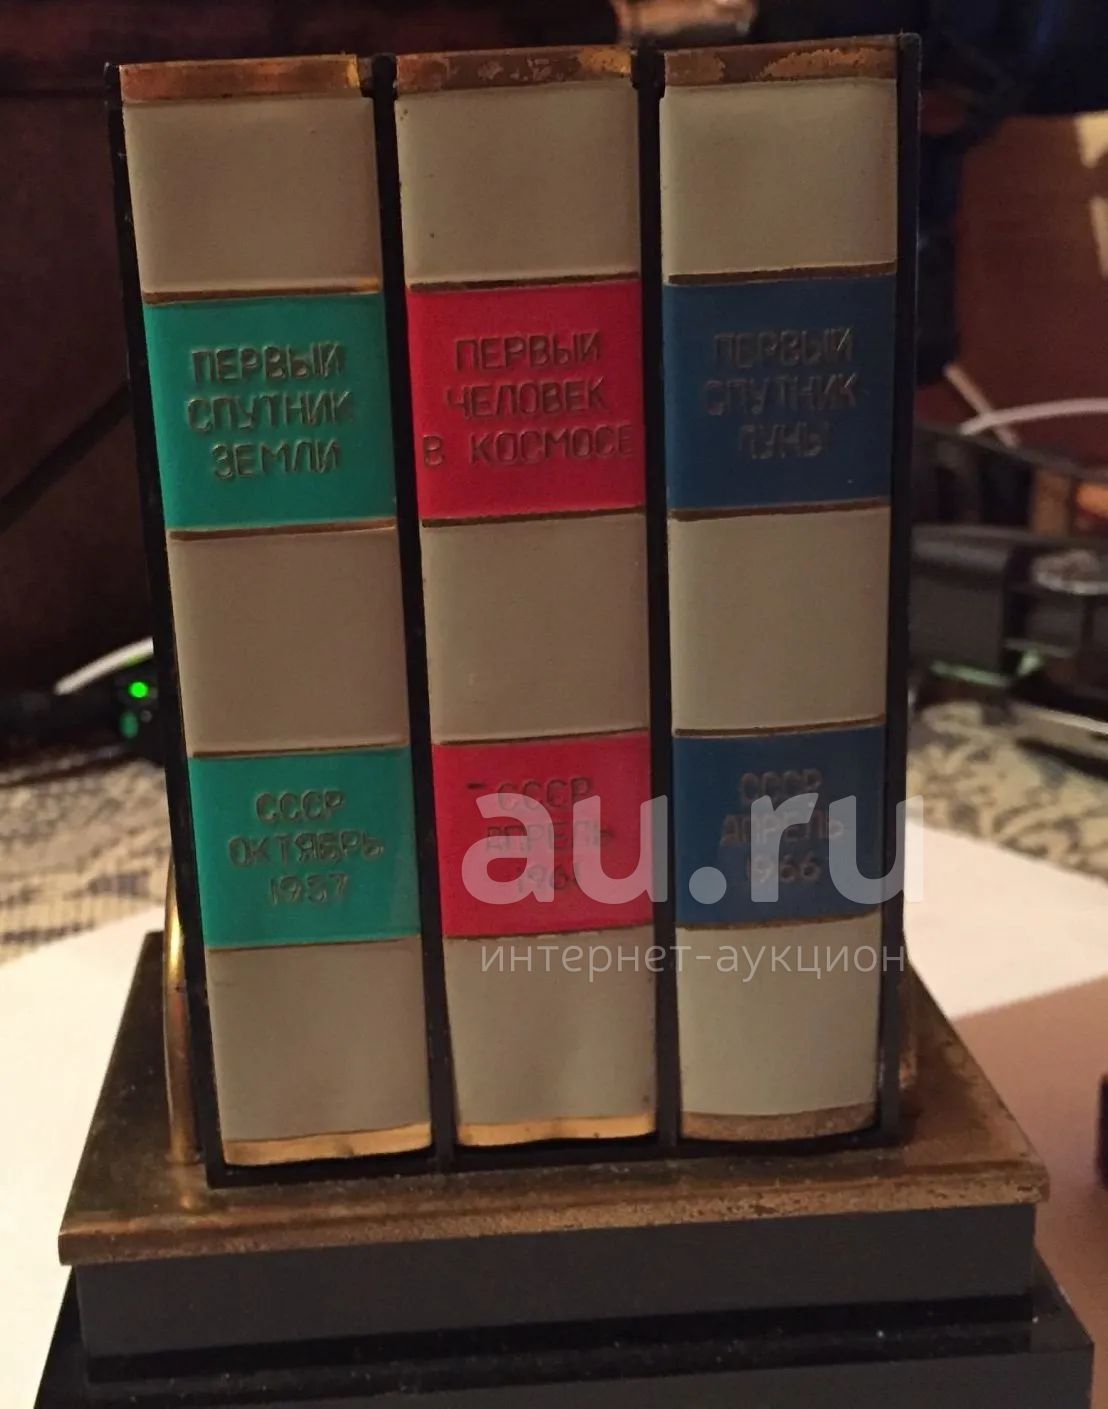 ПЕРВЫЙ
СПУТНИК
ЗЕМЛИ
СССР
ОКТЯБРЬ
1957
ПЕРВЫЙ
ЧЕЛОВЕК
В КОСМОСЕ
СССР
АПРЕЛЬ
1961
ПЕРВЫЙ
СПУТНИК
ЛУНЫ
СССР
АПРЕЛЬ
1966
au.ru
интернет-аукцион